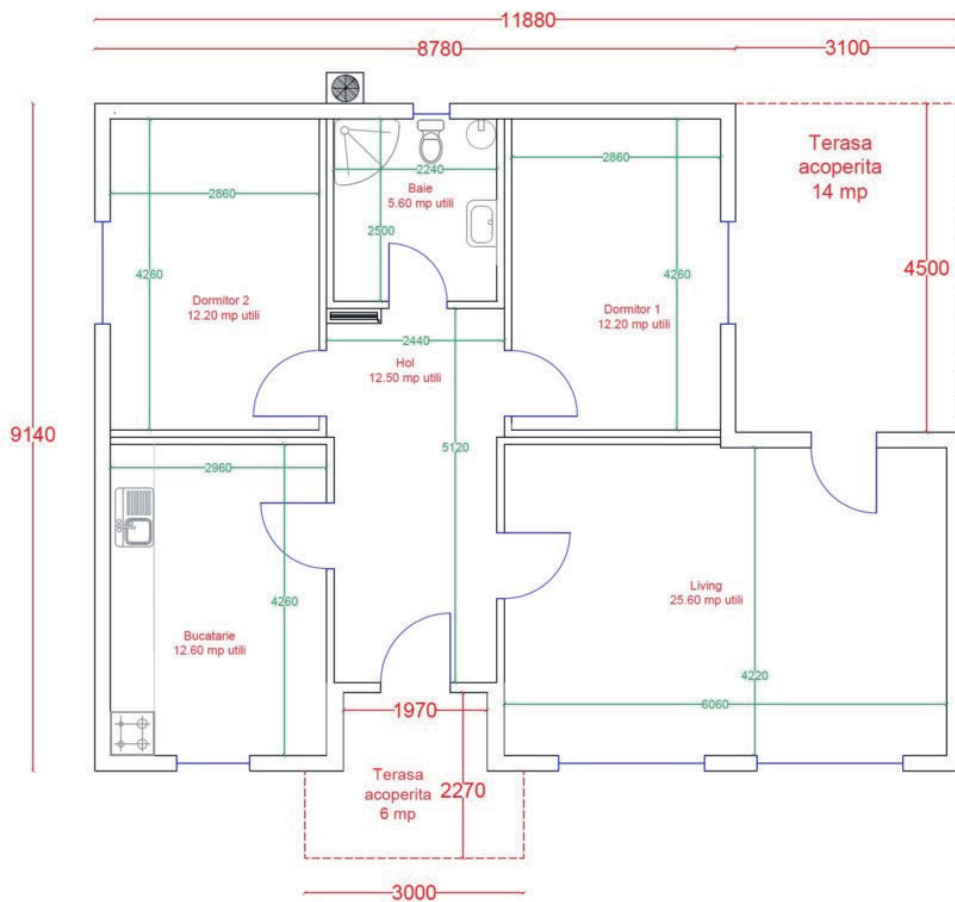 11880
8780
3100
2860
2240
Baie
5.60 mp utili
2500
2860
Terasa
acoperita
14 mp
4260
4260
4500
Dormitor 2
12.20 mp utili
Dormitor 1
12.20 mp utili
2440
Hol
12.50 mp utili
9140
5120
2960
4260
Living
25.60 mp utili
Bucatarie
12.60 mp utili
4220
6060
1970
Terasa
acoperita
6 mp
2270
3000